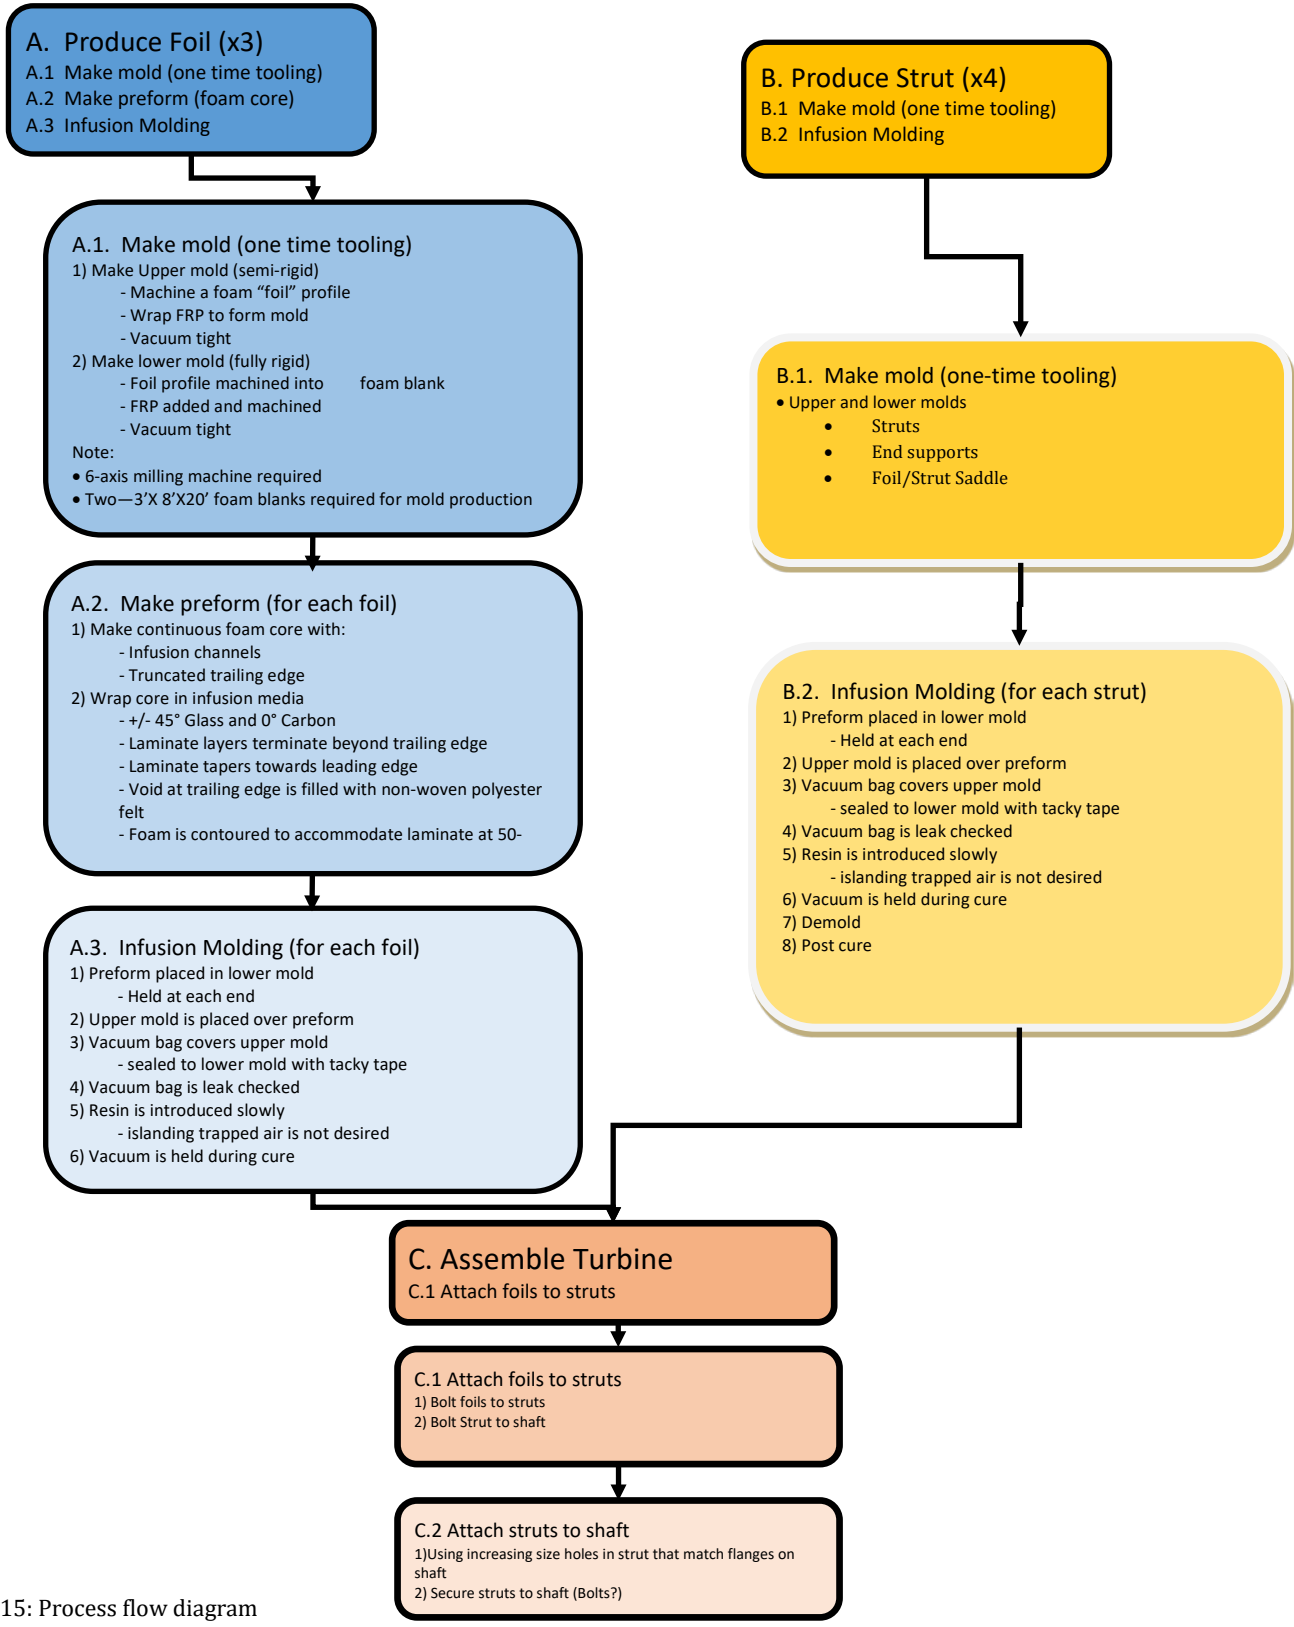 A. Produce Foil (x3)
A.1 Make mold (one time tooling)
A.2 Make preform (foam core)
A.3 Infusion Molding
B. Produce Strut (x4)
B.1 Make mold (one time tooling)
B.2 Infusion Molding
A.1. Make mold (one time tooling)
1) Make Upper mold (semi-rigid)
- Machine a foam “foil” profile
- Wrap FRP to form mold
- Vacuum tight
2) Make lower mold (fully rigid)
- Foil profile machined into foam blank
- FRP added and machined
- Vacuum tight
Note:
• 6-axis milling machine required
• Two—3’X 8’X20’ foam blanks required for mold production
B.1. Make mold (one-time tooling)
• Upper and lower molds
• Struts
• End supports
• Foil/Strut Saddle
A.2. Make preform (for each foil)
1) Make continuous foam core with:
- Infusion channels
- Truncated trailing edge
2) Wrap core in infusion media
- +/- 45° Glass and 0° Carbon
- Laminate layers terminate beyond trailing edge
- Laminate tapers towards leading edge
- Void at trailing edge is filled with non-woven polyester
felt
- Foam is contoured to accommodate laminate at 50-
B.2. Infusion Molding (for each strut)
1) Preform placed in lower mold
- Held at each end
2) Upper mold is placed over preform
3) Vacuum bag covers upper mold
- sealed to lower mold with tacky tape
4) Vacuum bag is leak checked
5) Resin is introduced slowly
- islanding trapped air is not desired
6) Vacuum is held during cure
7) Demold
8) Post cure
A.3. Infusion Molding (for each foil)
1) Preform placed in lower mold
- Held at each end
2) Upper mold is placed over preform
3) Vacuum bag covers upper mold
- sealed to lower mold with tacky tape
4) Vacuum bag is leak checked
5) Resin is introduced slowly
- islanding trapped air is not desired
6) Vacuum is held during cure
C. Assemble Turbine
C.1 Attach foils to struts
C.1 Attach foils to struts
1) Bolt foils to struts
2) Bolt Strut to shaft
C.2 Attach struts to shaft
1)Using increasing size holes in strut that match flanges on
shaft
2) Secure struts to shaft (Bolts?)
15: Process flow diagram